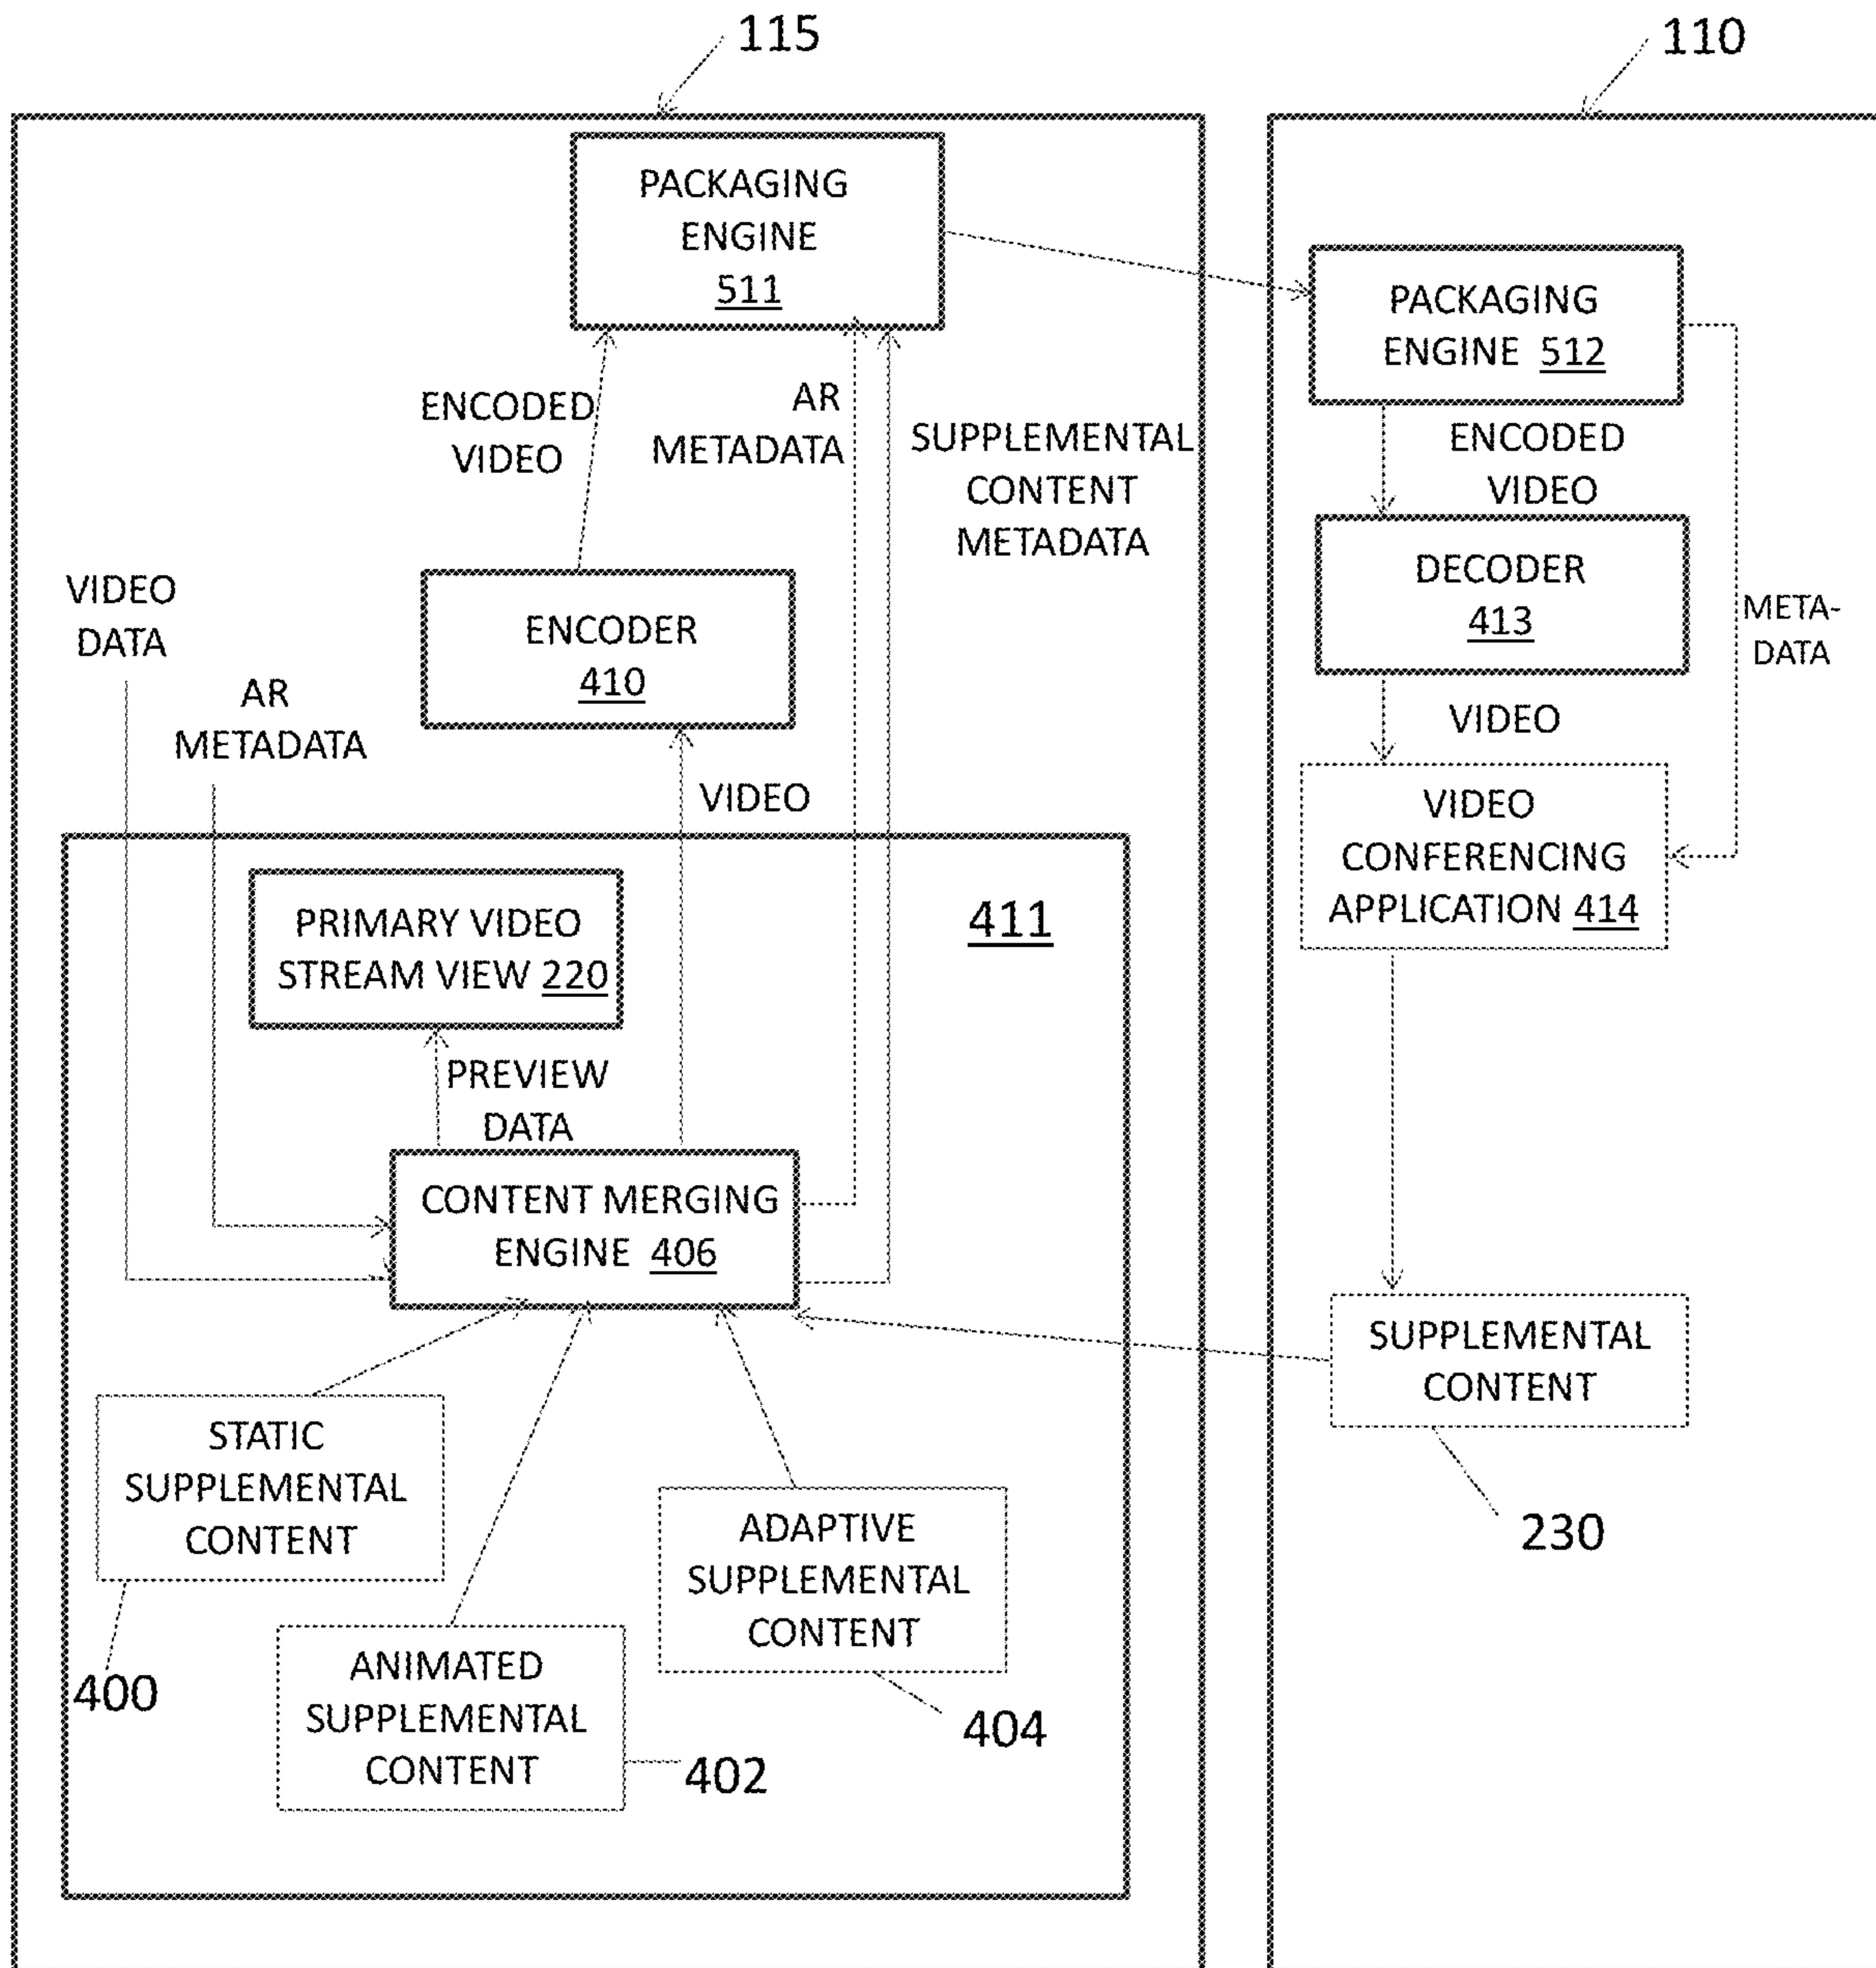 115
110
PACKAGING
ENGINE
511
PACKAGING
ENGINE 512
ENCODED
VIDEO
AR
METADATA
SUPPLEMENTAL
CONTENT
METADATA
ENCODED
VIDEO
DECODER
413
META-
DATA
VIDEO
DATA
ENCODER
410
AR
METADATA
VIDEO
VIDEO
VIDEO
CONFERENCING
APPLICATION 414
PRIMARY VIDEO
STREAM VIEW 220
411
PREVIEW
DATA
CONTENT MERGING
ENGINE 406
SUPPLEMENTAL
CONTENT
230
STATIC
SUPPLEMENTAL
CONTENT
400
ADAPTIVE
SUPPLEMENTAL
CONTENT
404
ANIMATED
SUPPLEMENTAL
CONTENT
402